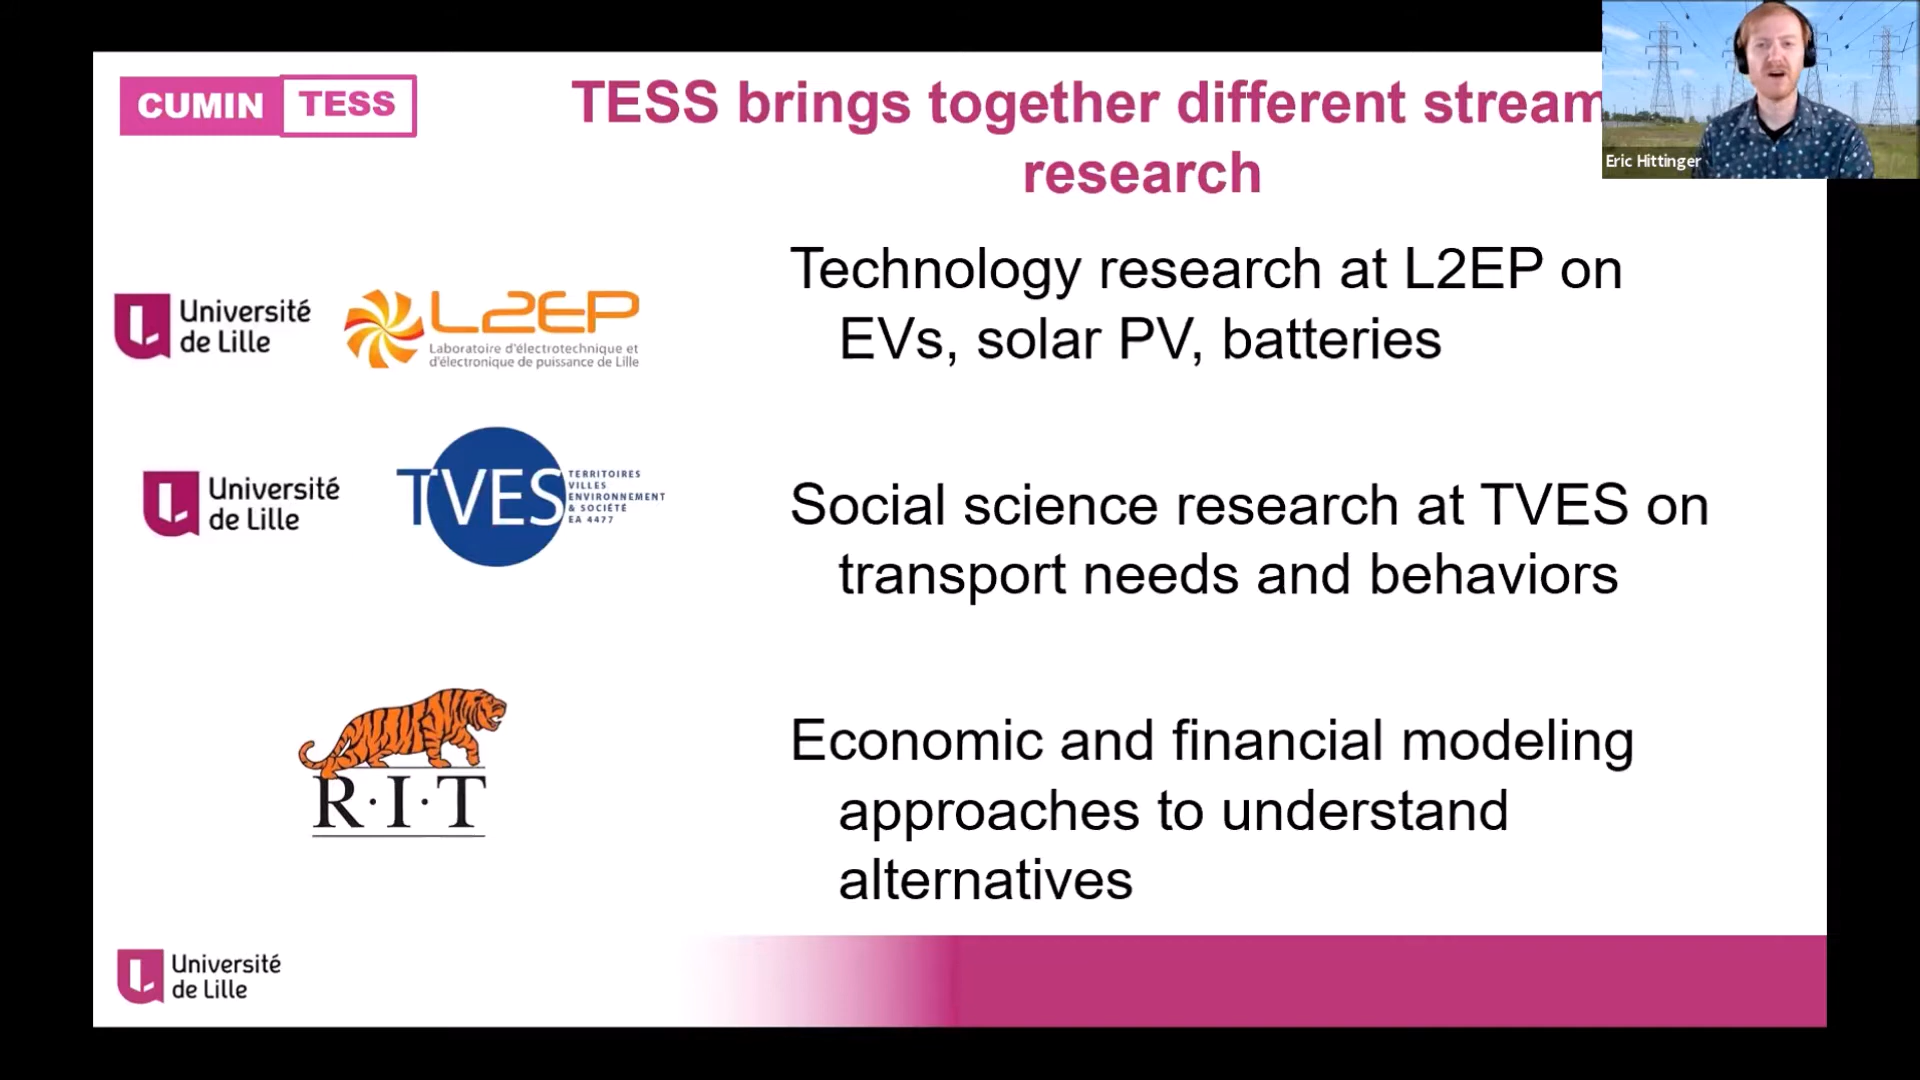 CUMIN TESS
TESS brings together different stream
research
Eric Hittinger
Université
de Lille
L2EP
Laboratoire d'électrotechnique et
d'électronique de puissance de Lille
Technology research at L2EP on
EVs, solar PV, batteries
Université
de Lille
TVES
TERRITOIRES
VILLES
ENVIRONNEMENT
& SOCIÉTÉ
EA 4477
Social science research at TVES on
transport needs and behaviors
R·I·T
Economic and financial modeling
approaches to understand
alternatives
Université
de Lille